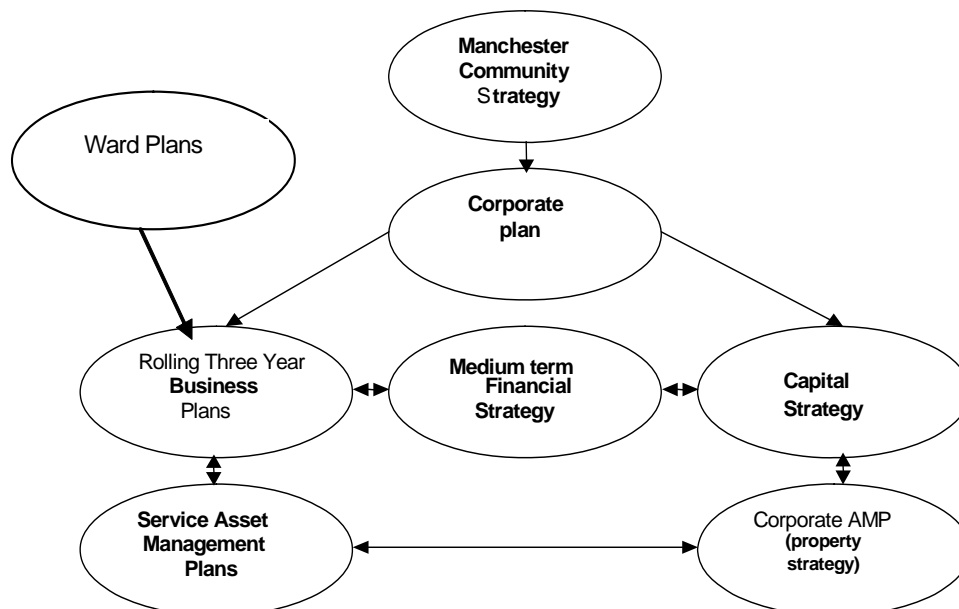 Manchester
Community
Strategy
Ward Plans
Corporate
plan
Rolling Three Year
Business
Plans
Medium term
Financial
Strategy
Capital
Strategy
Service Asset
Management
Plans
Corporate AMP
(property
strategy)